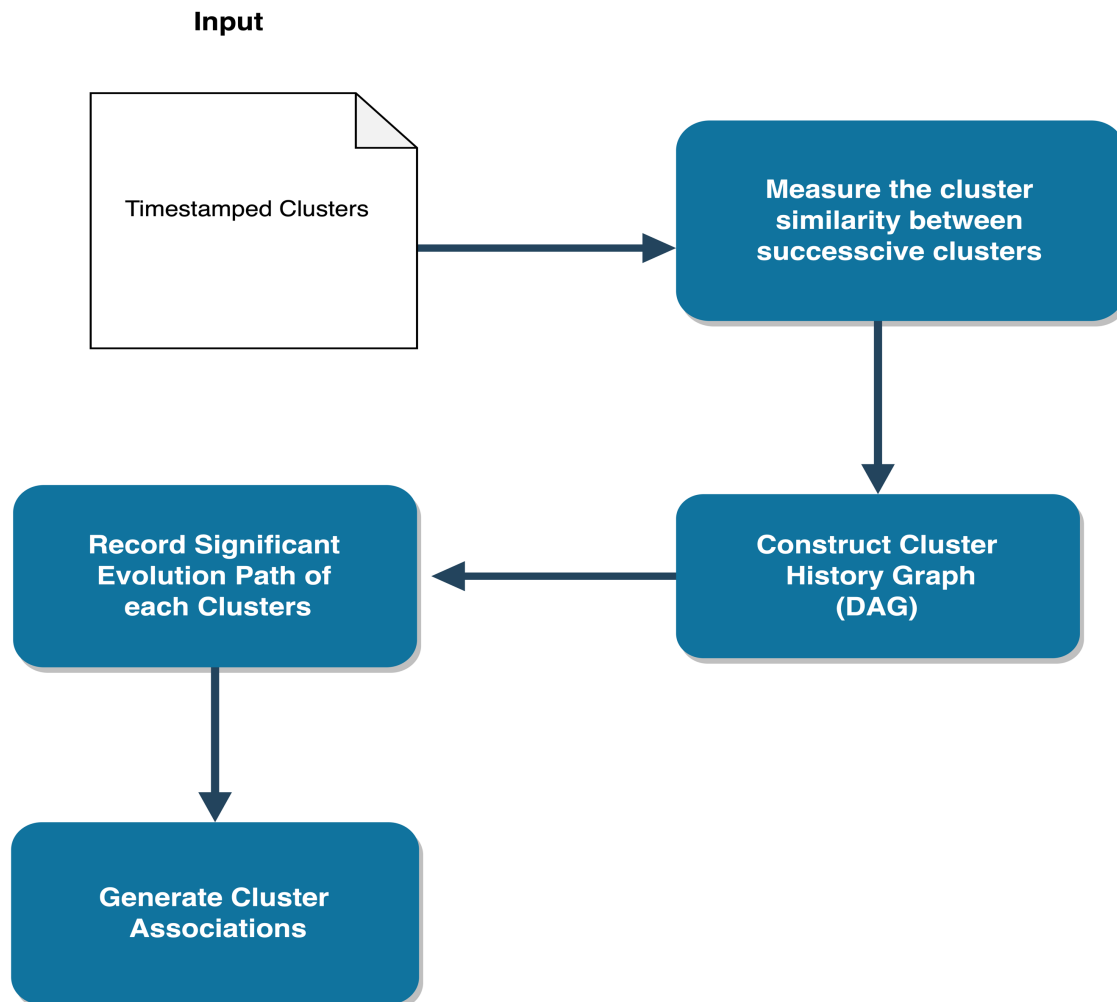 Input
Timestamped Clusters
Measure the cluster
similarity between
successcive clusters
Construct Cluster
History Graph
(DAG)
Record Significant
Evolution Path of
each Clusters
Generate Cluster
Associations